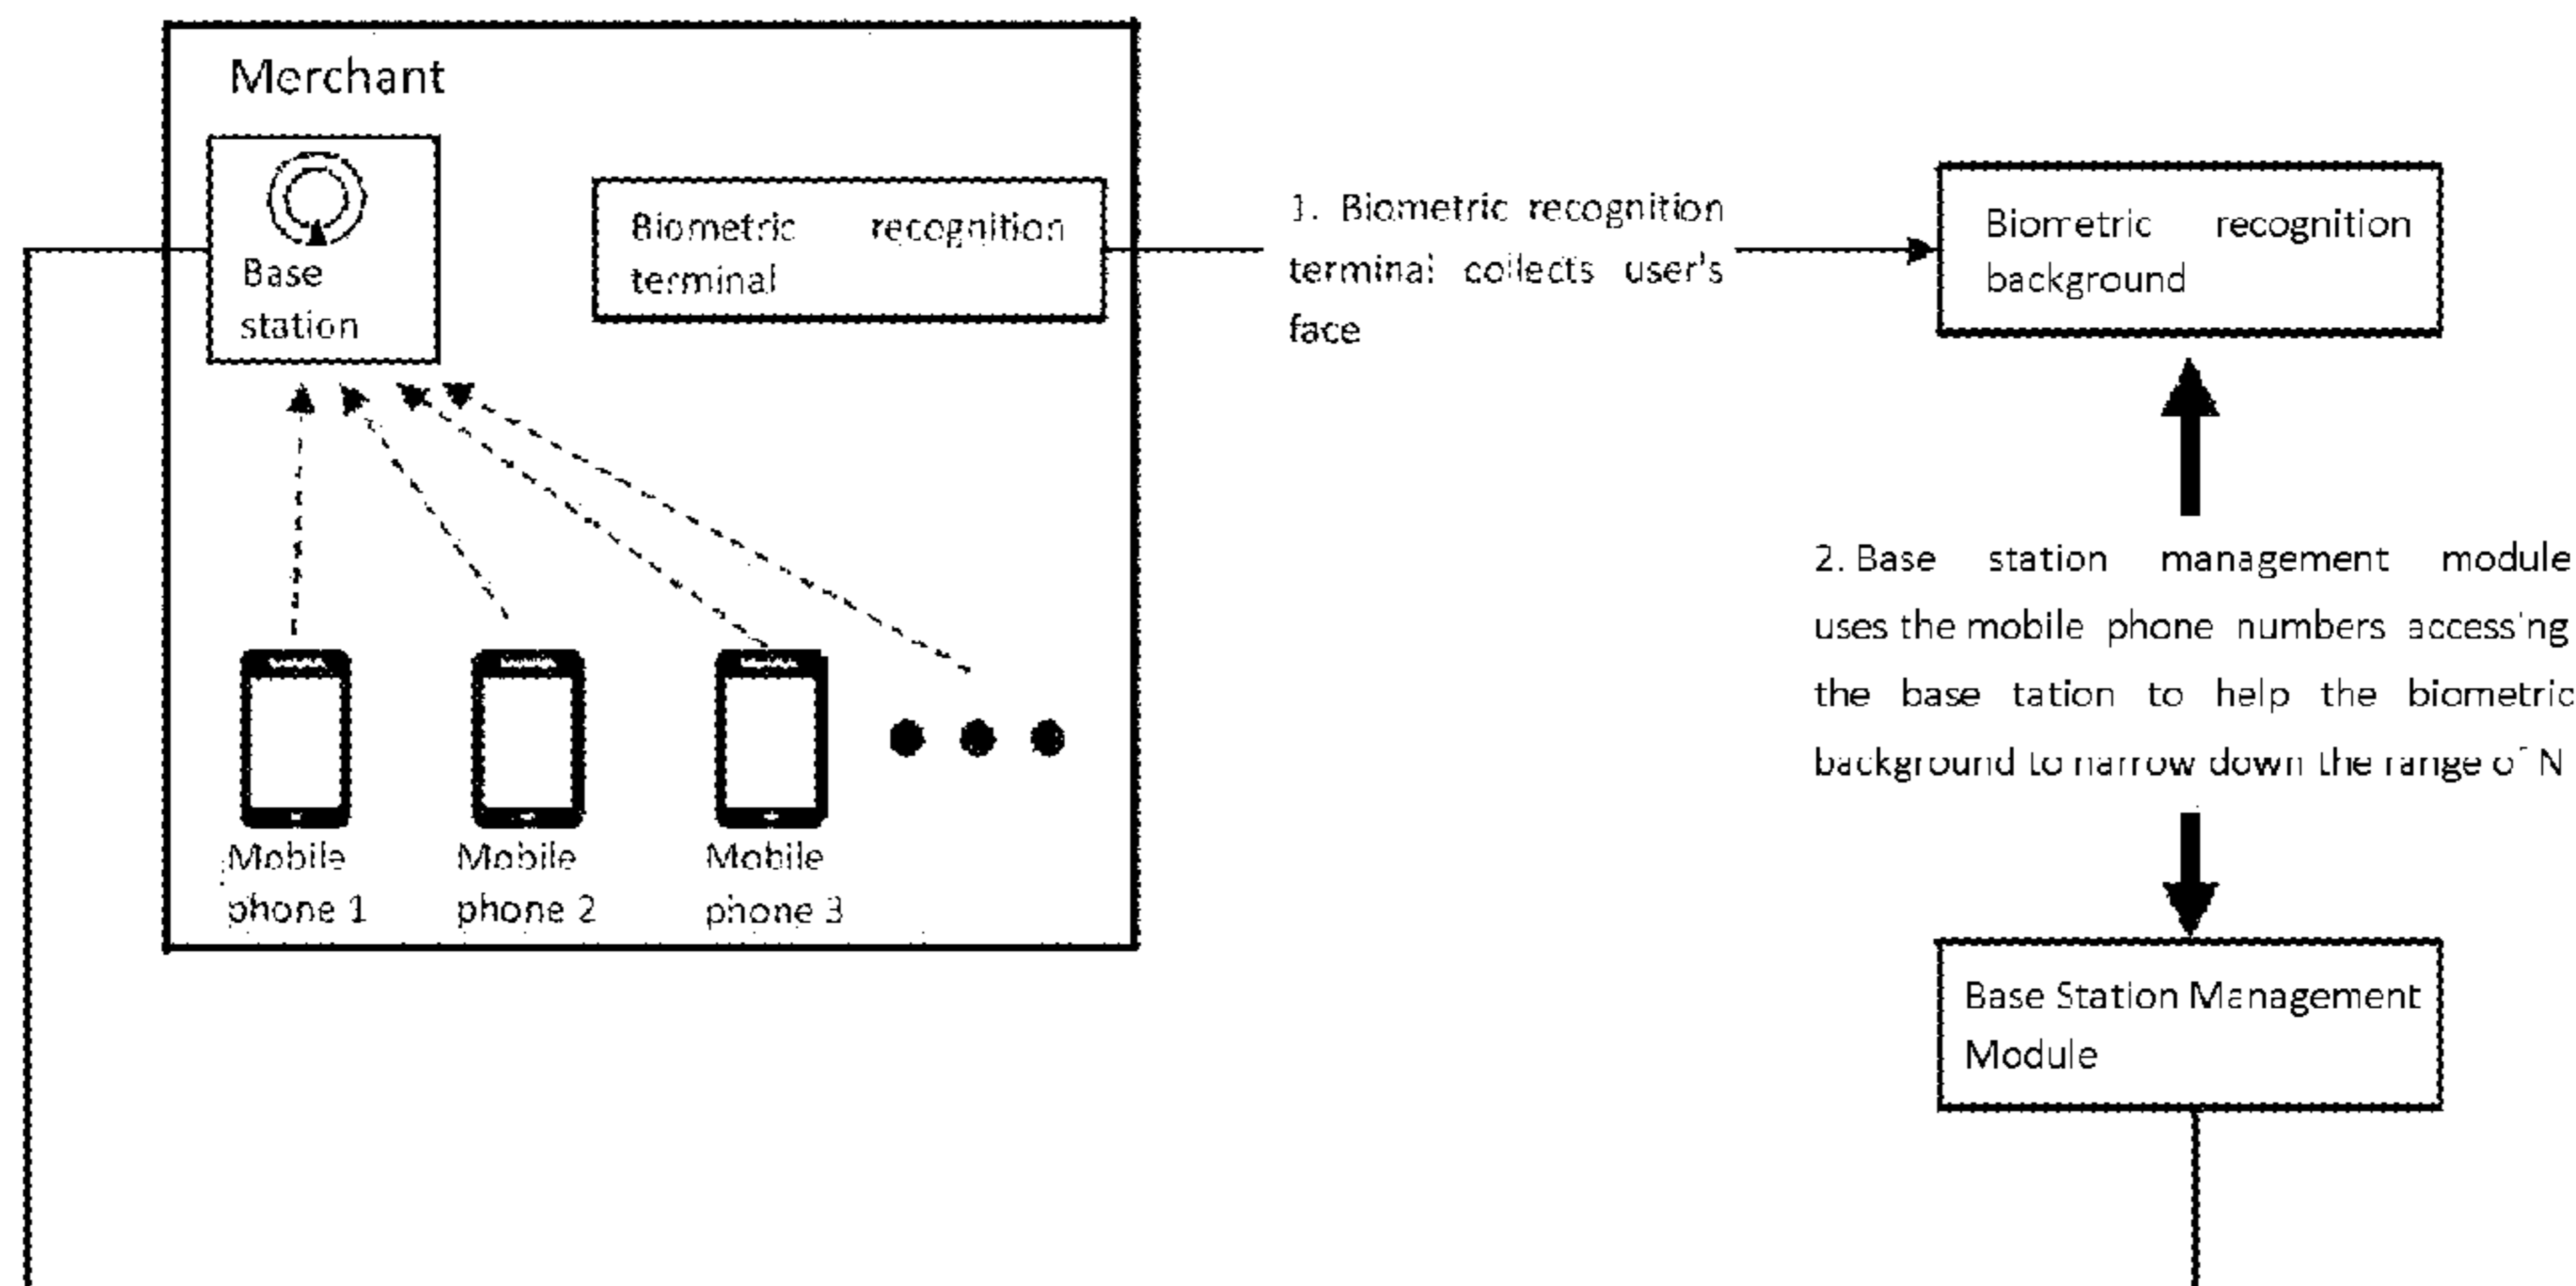 Merchant
Base
station
Biometric recognition
terminal
1. Biometric recognition
terminal collects user's
face
Biometric recognition
background
2. Base station management module
uses the mobile phone numbers accessing
the base tation to help the biometric
background to narrow down the range of N
Mobile
phone 1
Mobile
phone 2
Mobile
phone 3
Base Station Management
Module